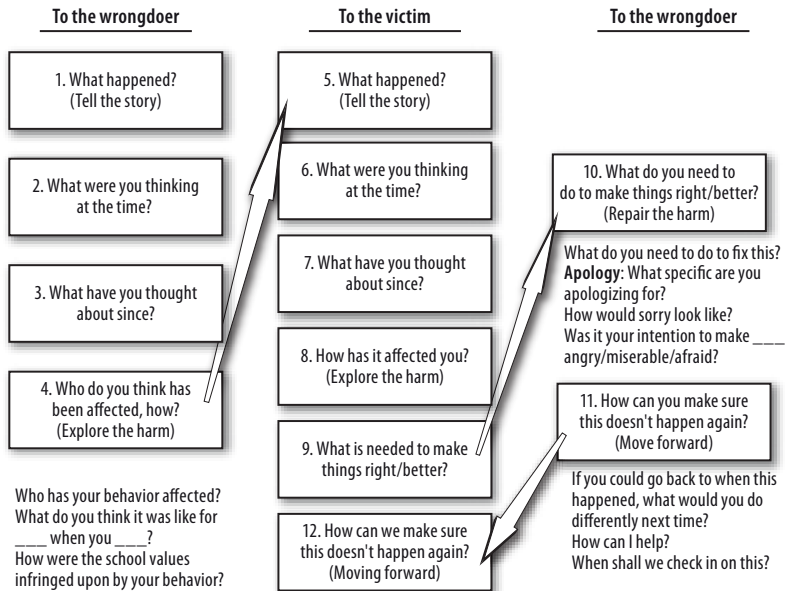 To the wrongdoer
1. What happened?
(Tell the story)
2. What were you thinking
at the time?
3. What have you thought
about since?
4. Who do you think has
been affected, how?
(Explore the harm)
Who has your behavior affected?
What do you think it was like for
___ when you ___?
How were the school values
infringed upon by your behavior?
To the victim
5. What happened?
(Tell the story)
6. What were you thinking
at the time?
7. What have you thought
about since?
8. How has it affected you?
(Explore the harm)
9. What is needed to make
things right/better?
12. How can we make sure
this doesn't happen again?
(Moving forward)
To the wrongdoer
10. What do you need to
do to make things right/better?
(Repair the harm)
What do you need to do to fix this?
Apology: What specific are you
apologizing for?
How would sorry look like?
Was it your intention to make ___
angry/miserable/afraid?
11. How can you make sure
this doesn't happen again?
(Move forward)
If you could go back to when this
happened, what would you do
differently next time?
How can I help?
When shall we check in on this?